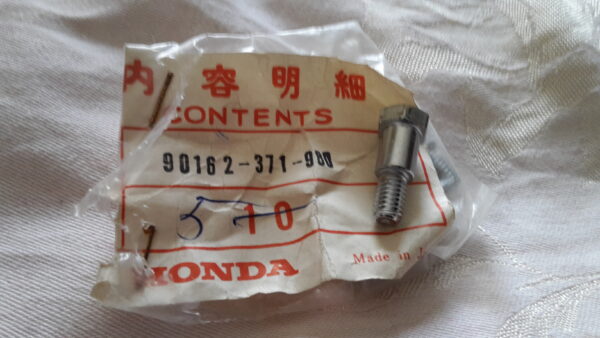 内容明細
CONTENTS
90162-371-900
5 10
HONDA
Made in